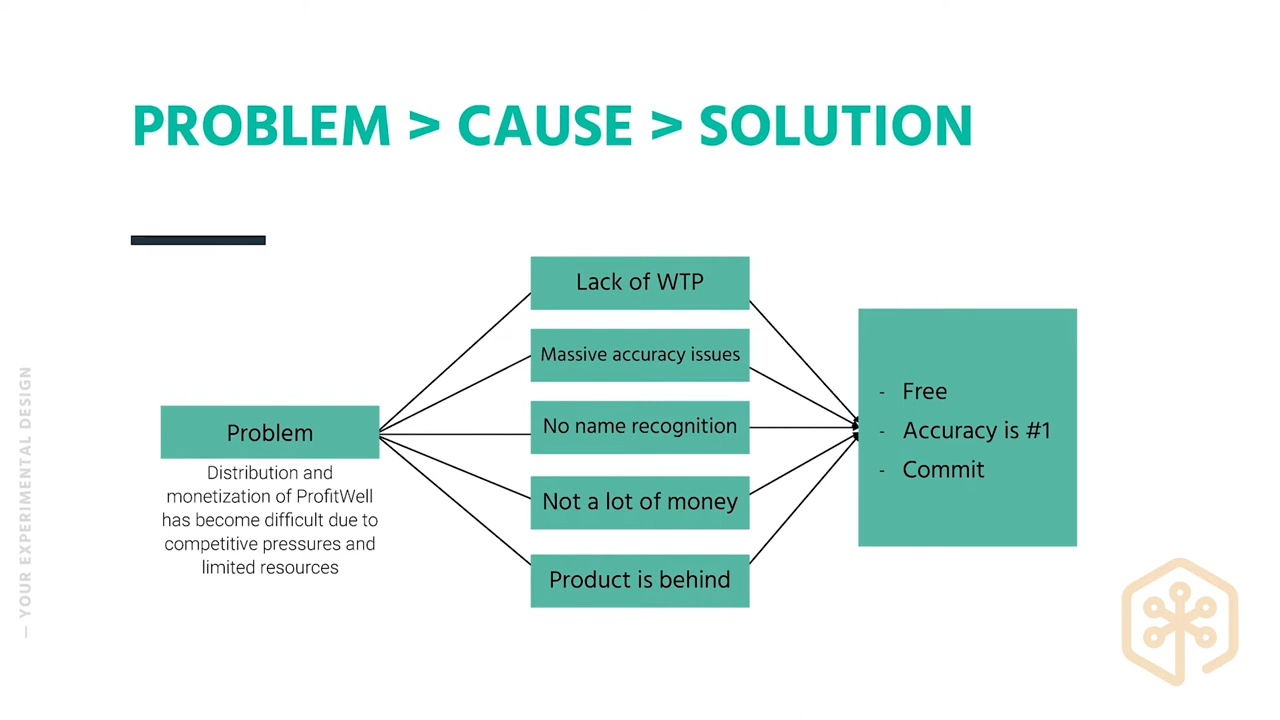 PROBLEM > CAUSE > SOLUTION
Problem
Distribution and
monetization of ProfitWell
has become difficult due to
competitive pressures and
limited resources
Lack of WTP
Massive accuracy issues
No name recognition
Not a lot of money
Product is behind
- Free
- Accuracy is #1
- Commit
— YOUR EXPERIMENTAL DESIGN